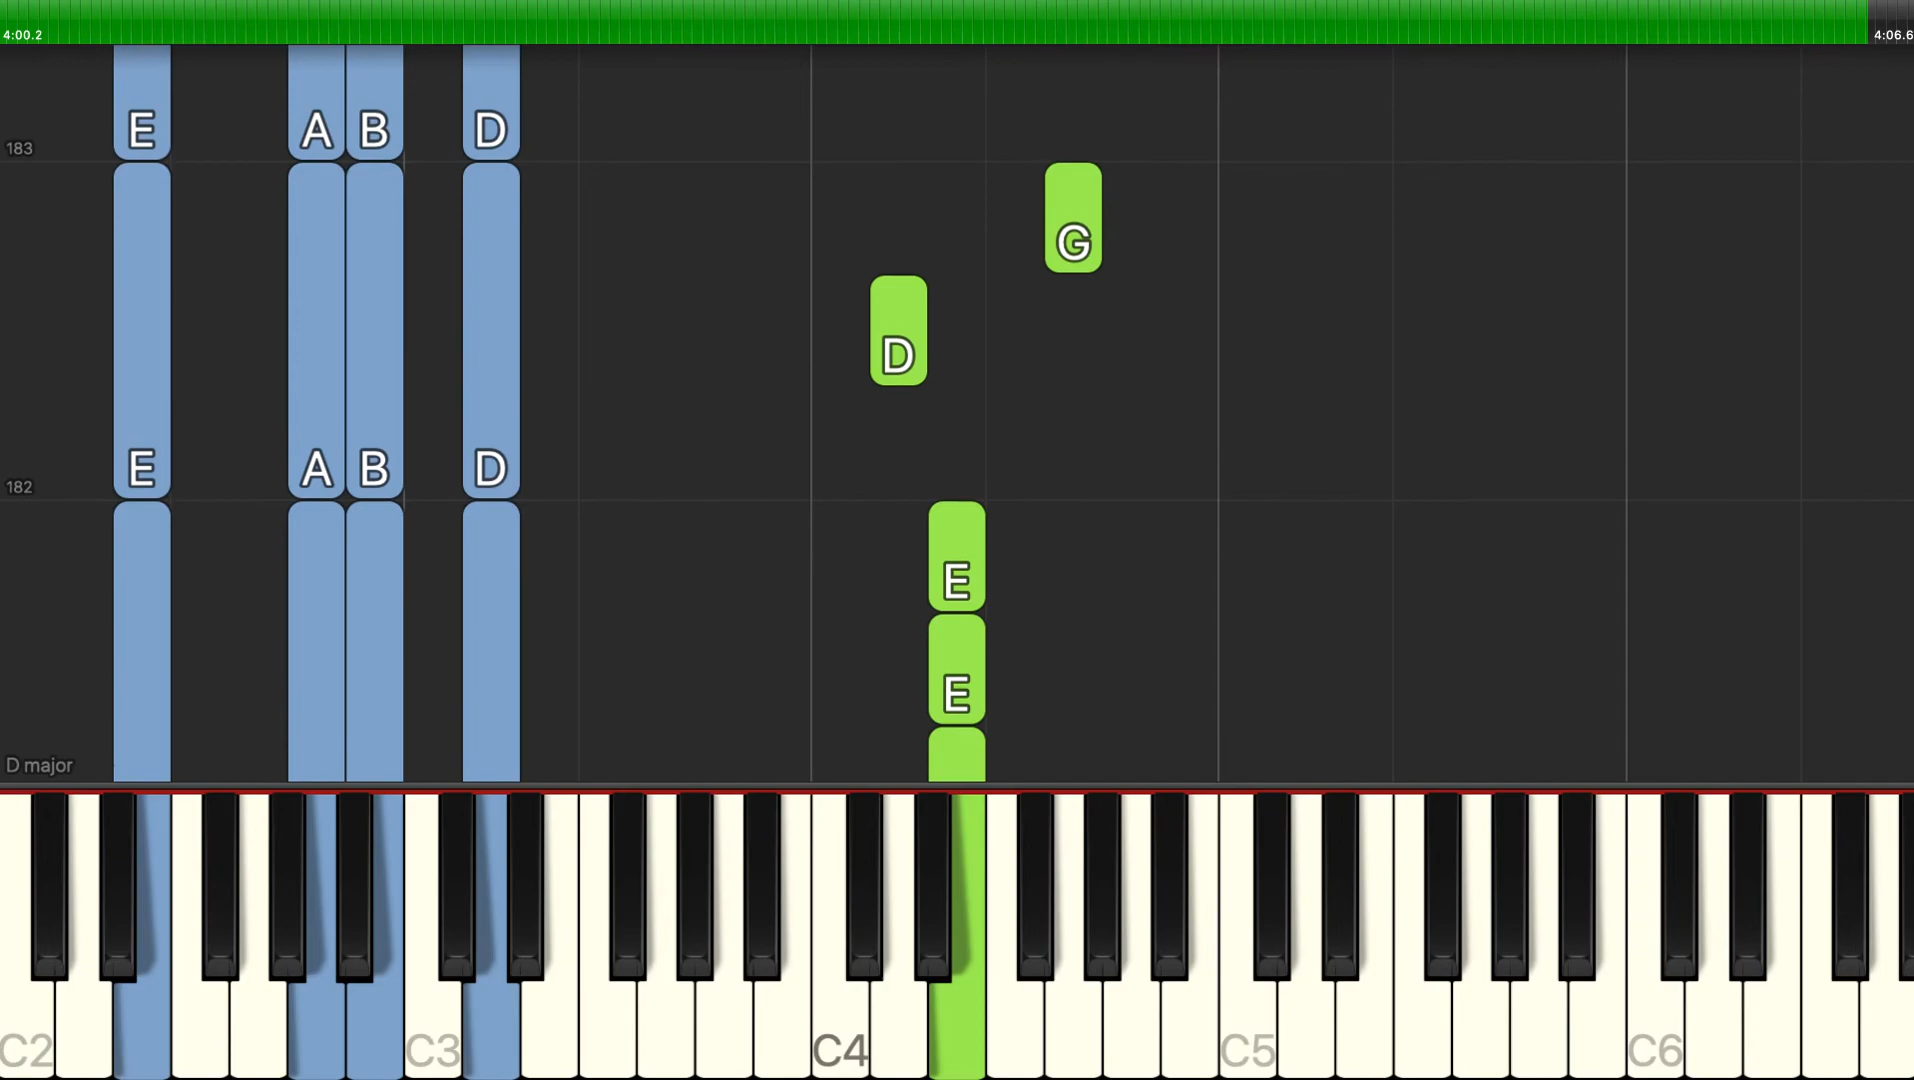 4:00.2
4:06.6
E A B D
183
G
D
E A B D
182
E
E
D major
C2 C3 C4 C5 C6